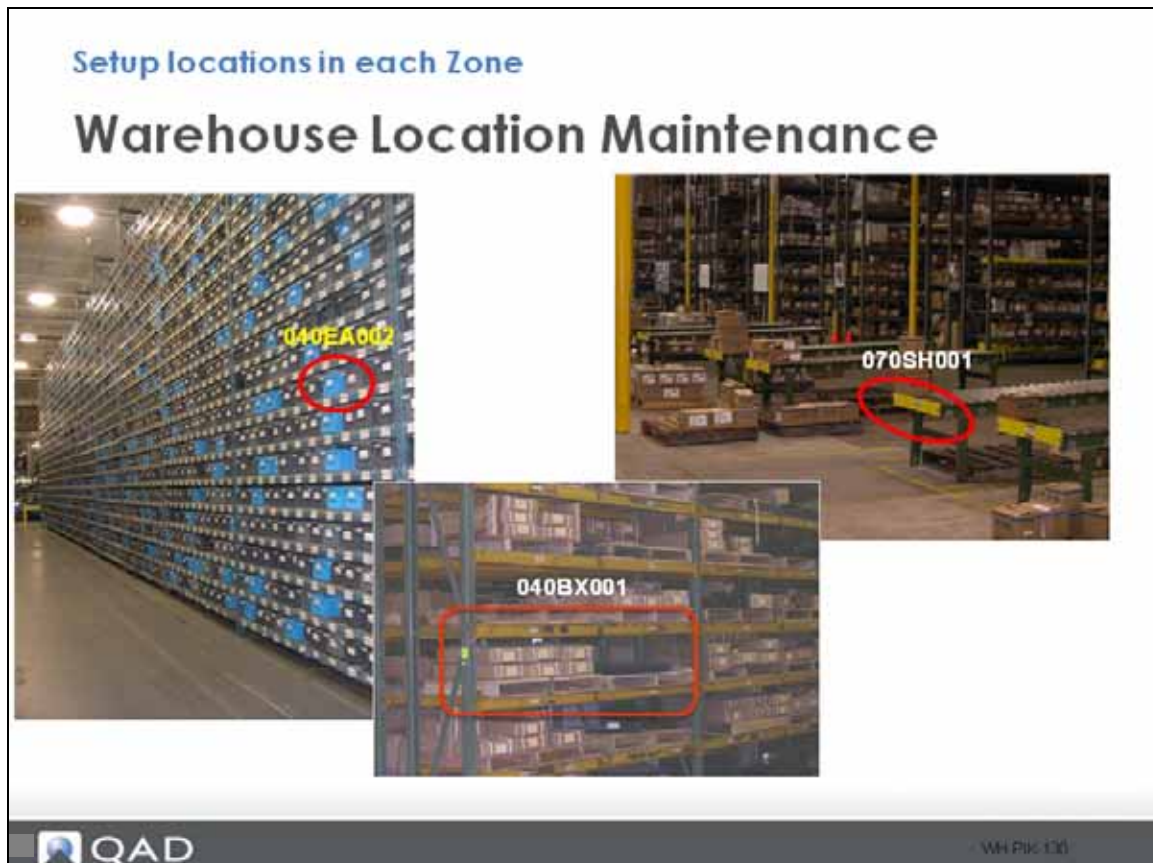 Setup locations in each Zone
Warehouse Location Maintenance
040EA002
070SH001
040BX001
QAD
WH-PIK-130